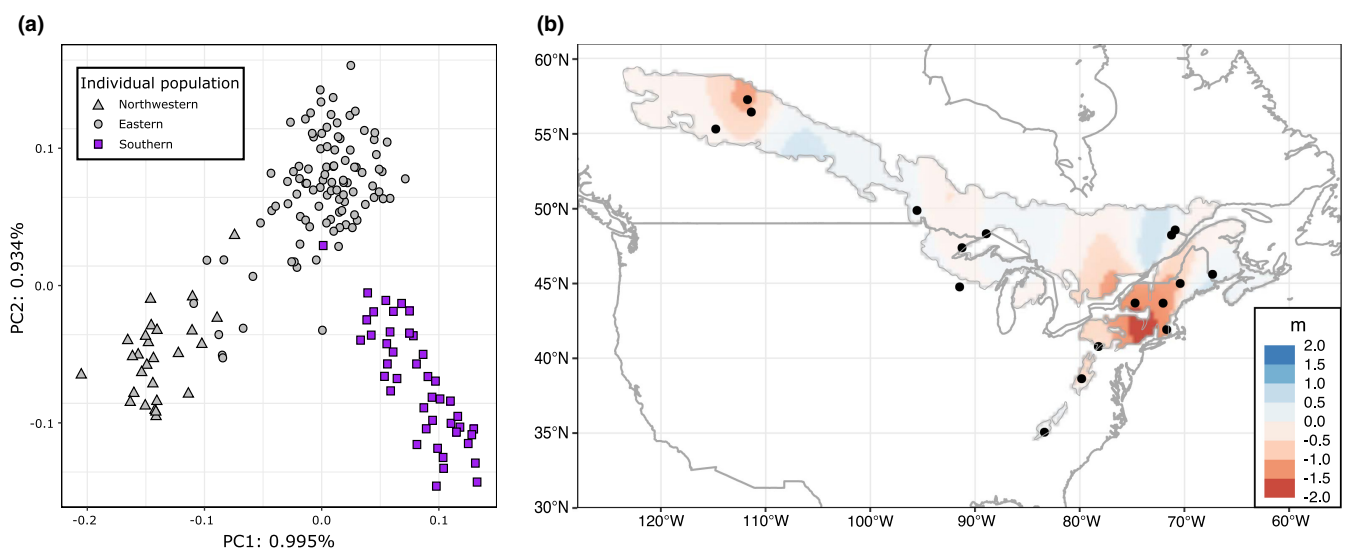 (a)
Individual population
Northwestern
Eastern
Southern
0.1
0.0
-0.1
PC2: 0.934%
-0.2
-0.1
0.0
0.1
PC1: 0.995%
(b)
60°N
55°N
50°N
45°N
40°N
35°N
30°N
120°W
110°W
100°W
90°W
80°W
70°W
60°W
m
2.0
1.5
1.0
0.0
-0.5
-1.0
-1.5
-2.0